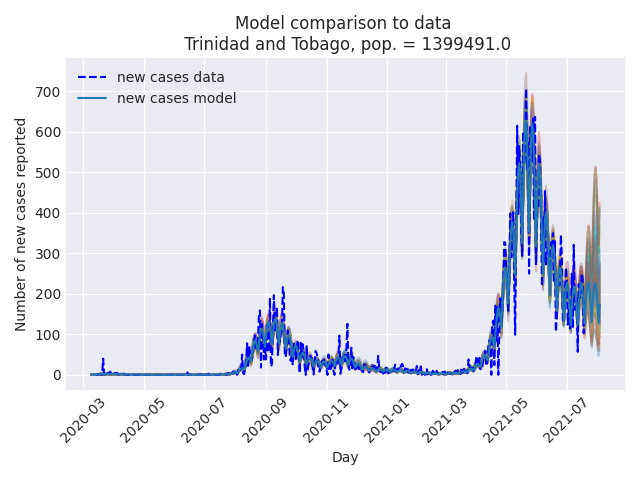 Model comparison to data
Trinidad and Tobago, pop. = 1399491.0
new cases data
new cases model
Number of new cases reported
700
600
500
400
300
200
100
0
2020-03
2020-05
2020-07
2020-09
2020-11
2021-01
2021-03
2021-05
2021-07
Day